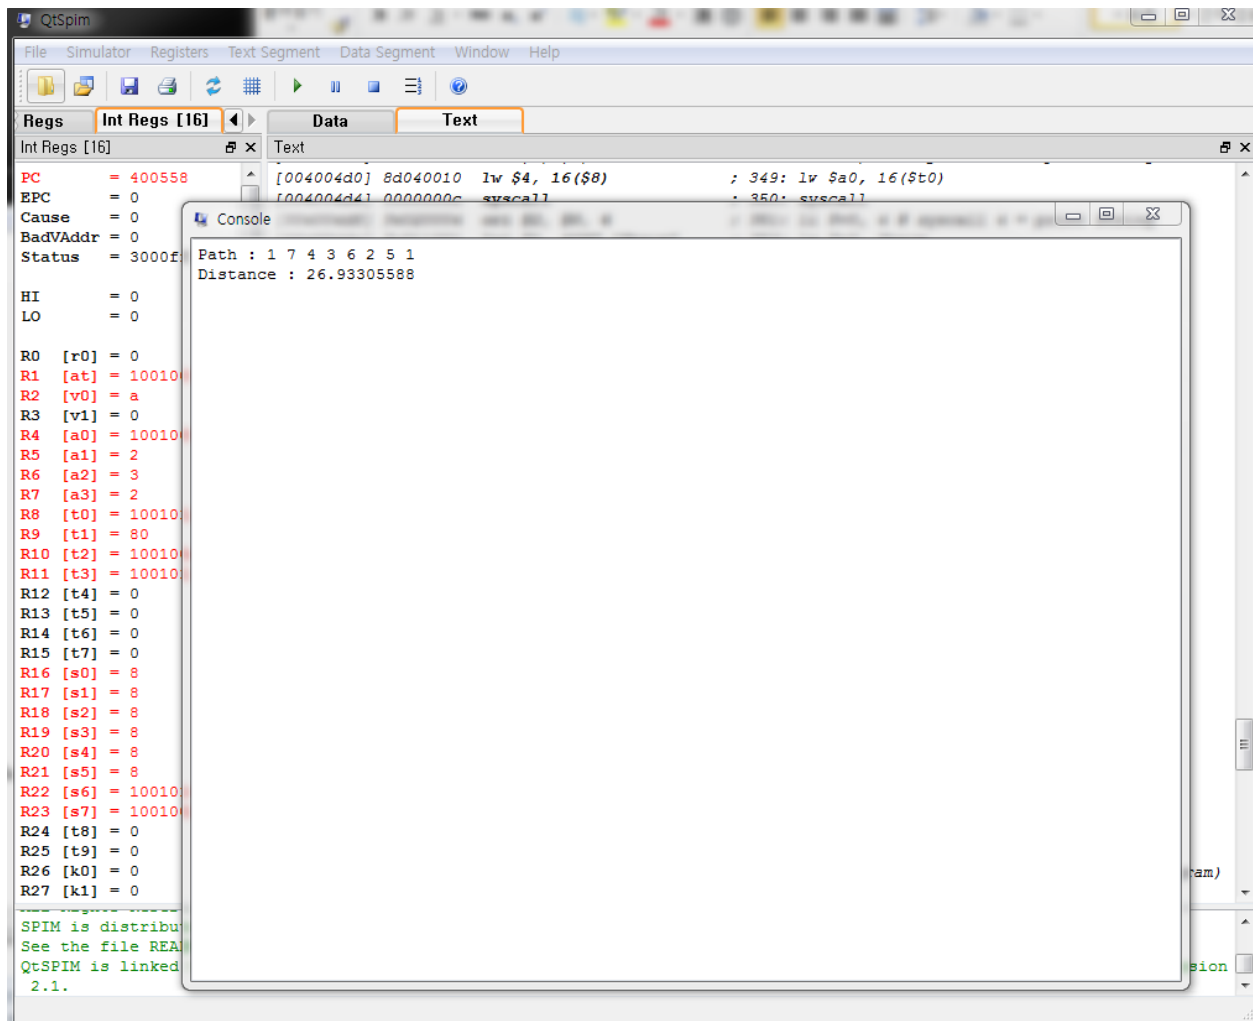 QtSpim
File Simulator Registers Text Segment Data Segment Window Help
Regs Int Regs [16] Data Text
Int Regs [16] Text
PC = 400558
EPC = 0
Cause = 0
BadVAddr = 0
Status = 3000f
HI = 0
LO = 0
R0 [r0] = 0
R1 [at] = 10010
R2 [v0] = a
R3 [v1] = 0
R4 [a0] = 10010
R5 [a1] = 2
R6 [a2] = 3
R7 [a3] = 2
R8 [t0] = 10010
R9 [t1] = 80
R10 [t2] = 10010
R11 [t3] = 10010
R12 [t4] = 0
R13 [t5] = 0
R14 [t6] = 0
R15 [t7] = 0
R16 [s0] = 8
R17 [s1] = 8
R18 [s2] = 8
R19 [s3] = 8
R20 [s4] = 8
R21 [s5] = 8
R22 [s6] = 10010
R23 [s7] = 10010
R24 [t8] = 0
R25 [t9] = 0
R26 [k0] = 0
R27 [k1] = 0
[004004d0] 8d040010 lw $4, 16($8) ; 349: lw $a0, 16($t0)
[004004d4] 0000000c syscall ; 350: syscall
Console
Path : 1 7 4 3 6 2 5 1
Distance : 26.93305588
ram)
SPIM is distribu
See the file REA
QtSPIM is linked sion
2.1.